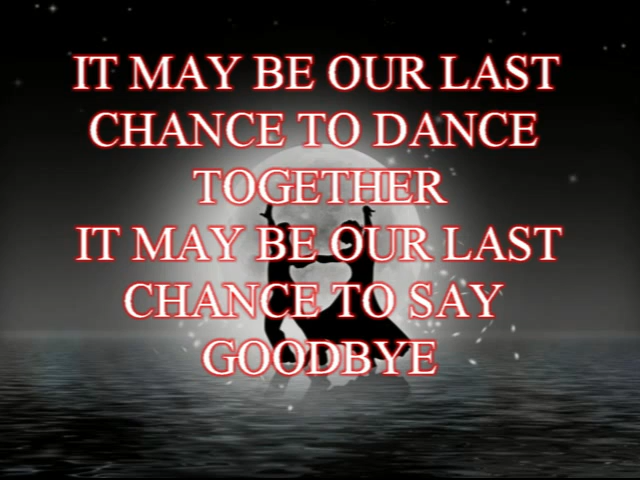 IT MAY BE OUR LAST
CHANCE TO DANCE
TOGETHER
IT MAY BE OUR LAST
CHANCE TO SAY
GOODBYE